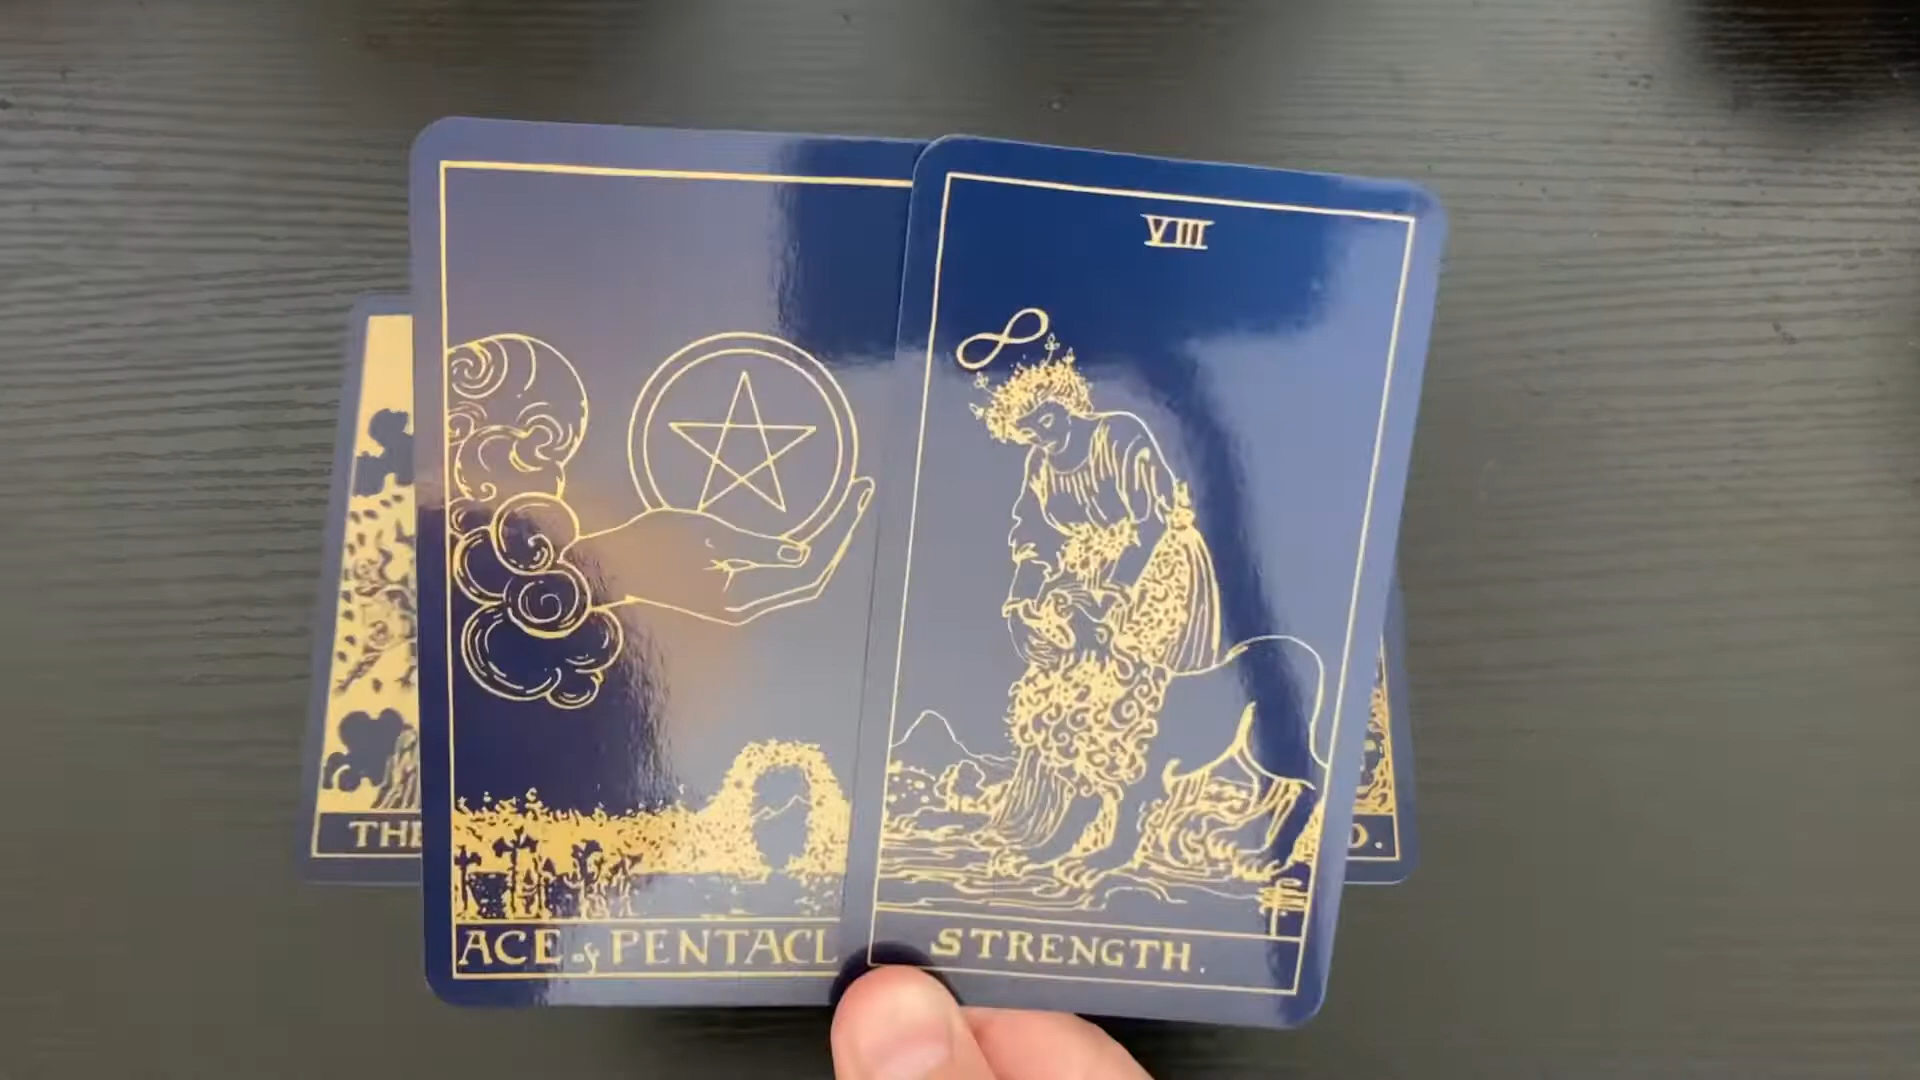 VIII
THE
ACE of PENTACL
STRENGTH.
D.